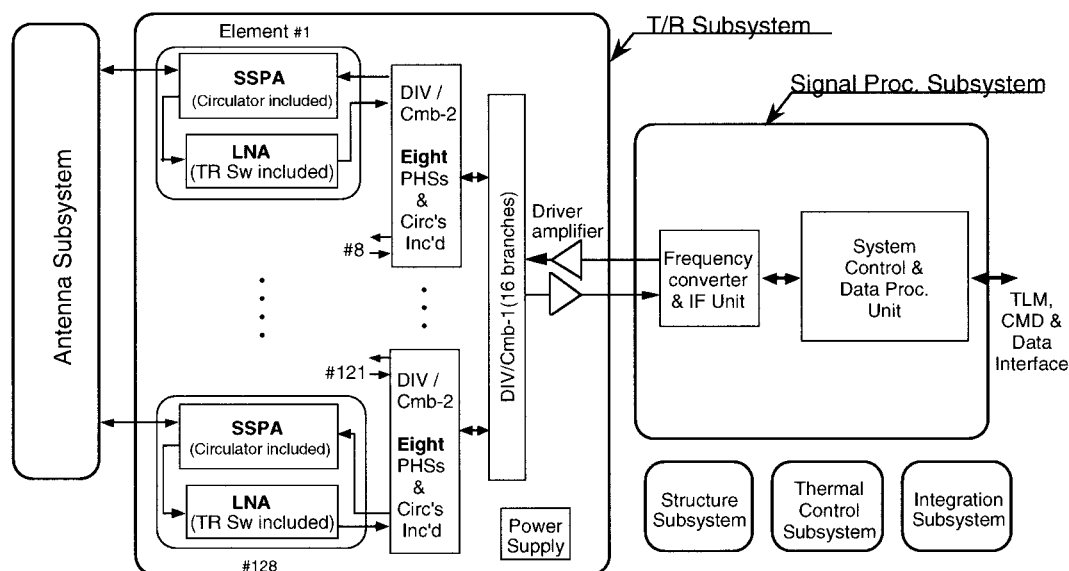 Antenna Subsystem
Element #1
SSPA
(Circulator included)
LNA
(TR Sw included)
DIV /
Cmb-2
Eight
PHSs
&
Circ's
Inc'd
#8
#121
DIV /
Cmb-2
Eight
PHSs
&
Circ's
Inc'd
SSPA
(Circulator included)
LNA
(TR Sw included)
#128
DIV/Cmb-1(16 branches)
Power
Supply
Driver
amplifier
T/R Subsystem
Signal Proc. Subsystem
Frequency
converter
& IF Unit
System
Control &
Data Proc.
Unit
TLM,
CMD &
Data
Interface
Structure
Subsystem
Thermal
Control
Subsystem
Integration
Subsystem